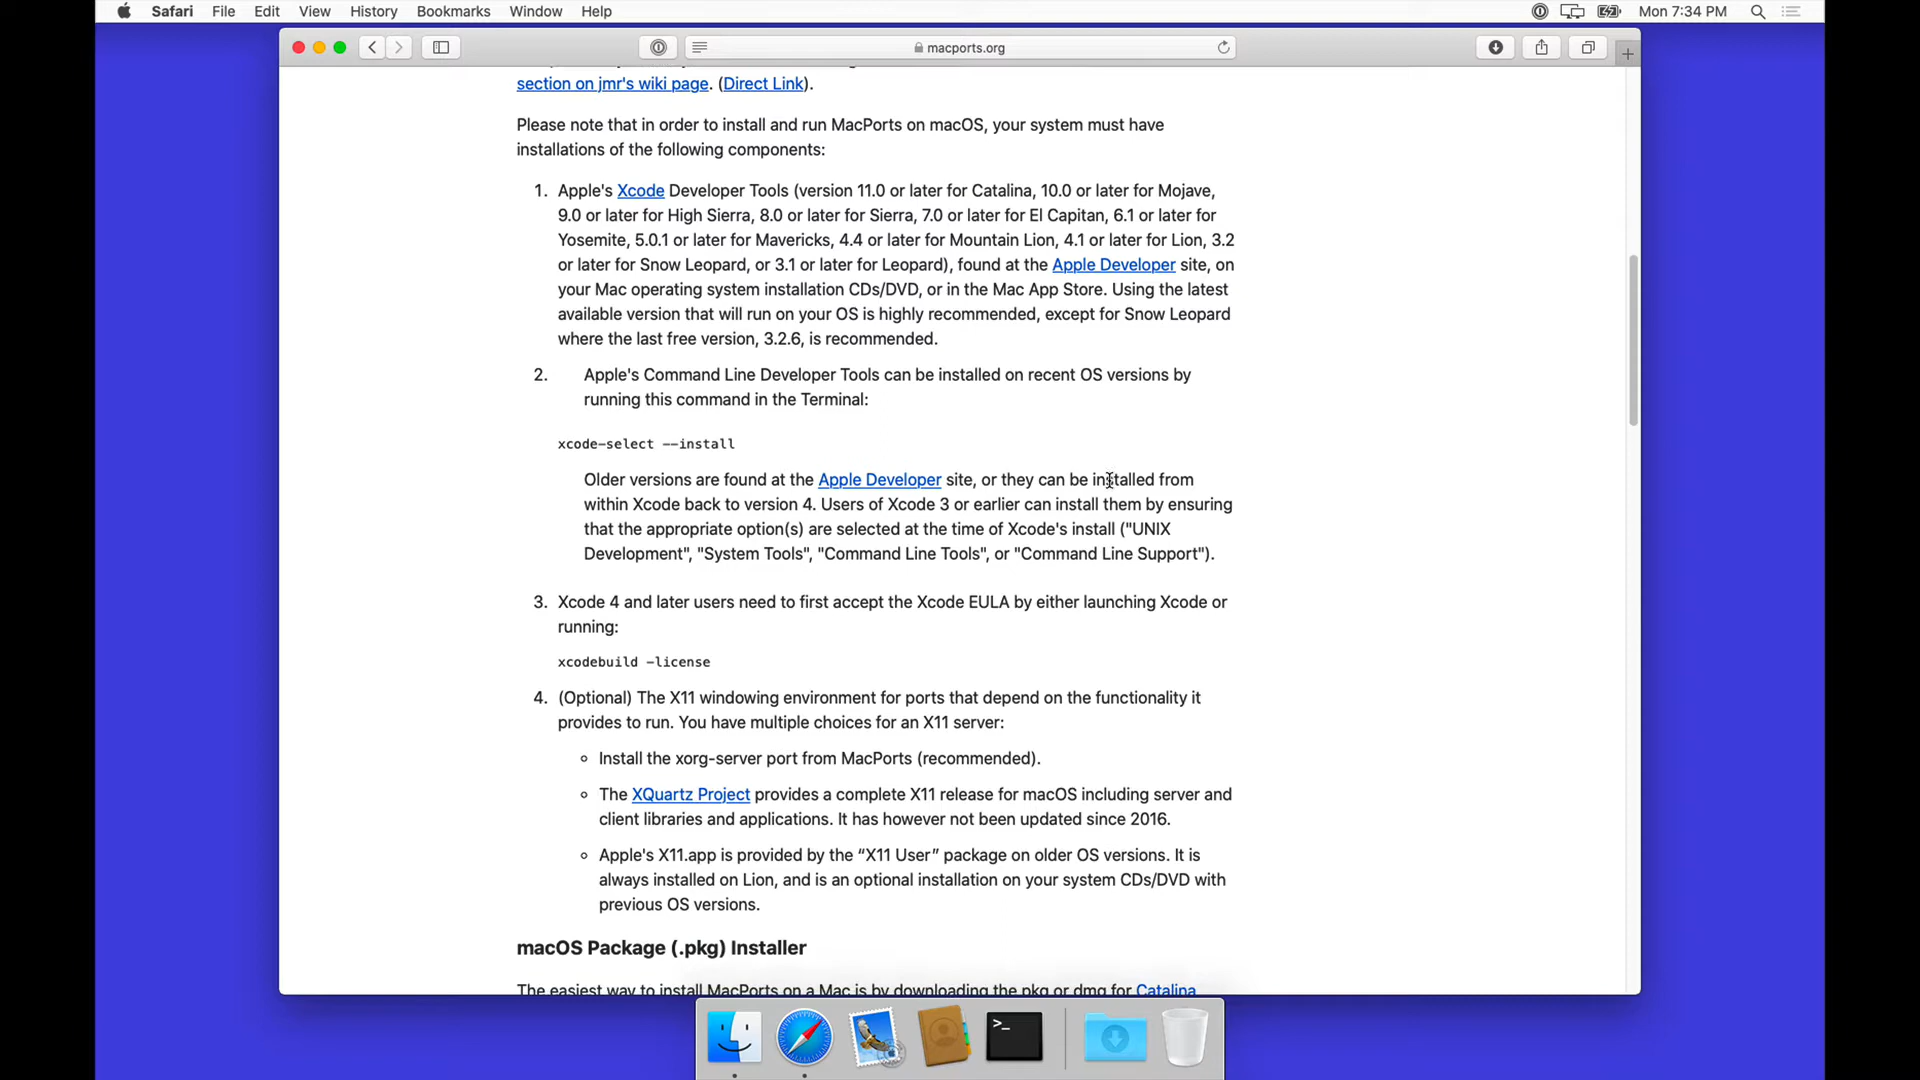 Safari File Edit View History Bookmarks Window Help Mon 7:34 PM
macports.org
section on jmr's wiki page. (Direct Link).
Please note that in order to install and run MacPorts on macOS, your system must have
installations of the following components:
1. Apple's Xcode Developer Tools (version 11.0 or later for Catalina, 10.0 or later for Mojave,
9.0 or later for High Sierra, 8.0 or later for Sierra, 7.0 or later for El Capitan, 6.1 or later for
Yosemite, 5.0.1 or later for Mavericks, 4.4 or later for Mountain Lion, 4.1 or later for Lion, 3.2
or later for Snow Leopard, or 3.1 or later for Leopard), found at the Apple Developer site, on
your Mac operating system installation CDs/DVD, or in the Mac App Store. Using the latest
available version that will run on your OS is highly recommended, except for Snow Leopard
where the last free version, 3.2.6, is recommended.
2. Apple's Command Line Developer Tools can be installed on recent OS versions by
running this command in the Terminal:
xcode-select --install
Older versions are found at the Apple Developer site, or they can be installed from
within Xcode back to version 4. Users of Xcode 3 or earlier can install them by ensuring
that the appropriate option(s) are selected at the time of Xcode's install ("UNIX
Development", "System Tools", "Command Line Tools", or "Command Line Support").
3. Xcode 4 and later users need to first accept the Xcode EULA by either launching Xcode or
running:
xcodebuild -license
4. (Optional) The X11 windowing environment for ports that depend on the functionality it
provides to run. You have multiple choices for an X11 server:
Install the xorg-server port from MacPorts (recommended).
The XQuartz Project provides a complete X11 release for macOS including server and
client libraries and applications. It has however not been updated since 2016.
Apple's X11.app is provided by the “X11 User” package on older OS versions. It is
always installed on Lion, and is an optional installation on your system CDs/DVD with
previous OS versions.
macOS Package (.pkg) Installer
The easiest way to install MacPorts on a Mac is by downloading the pkg or dmg for Catalina,